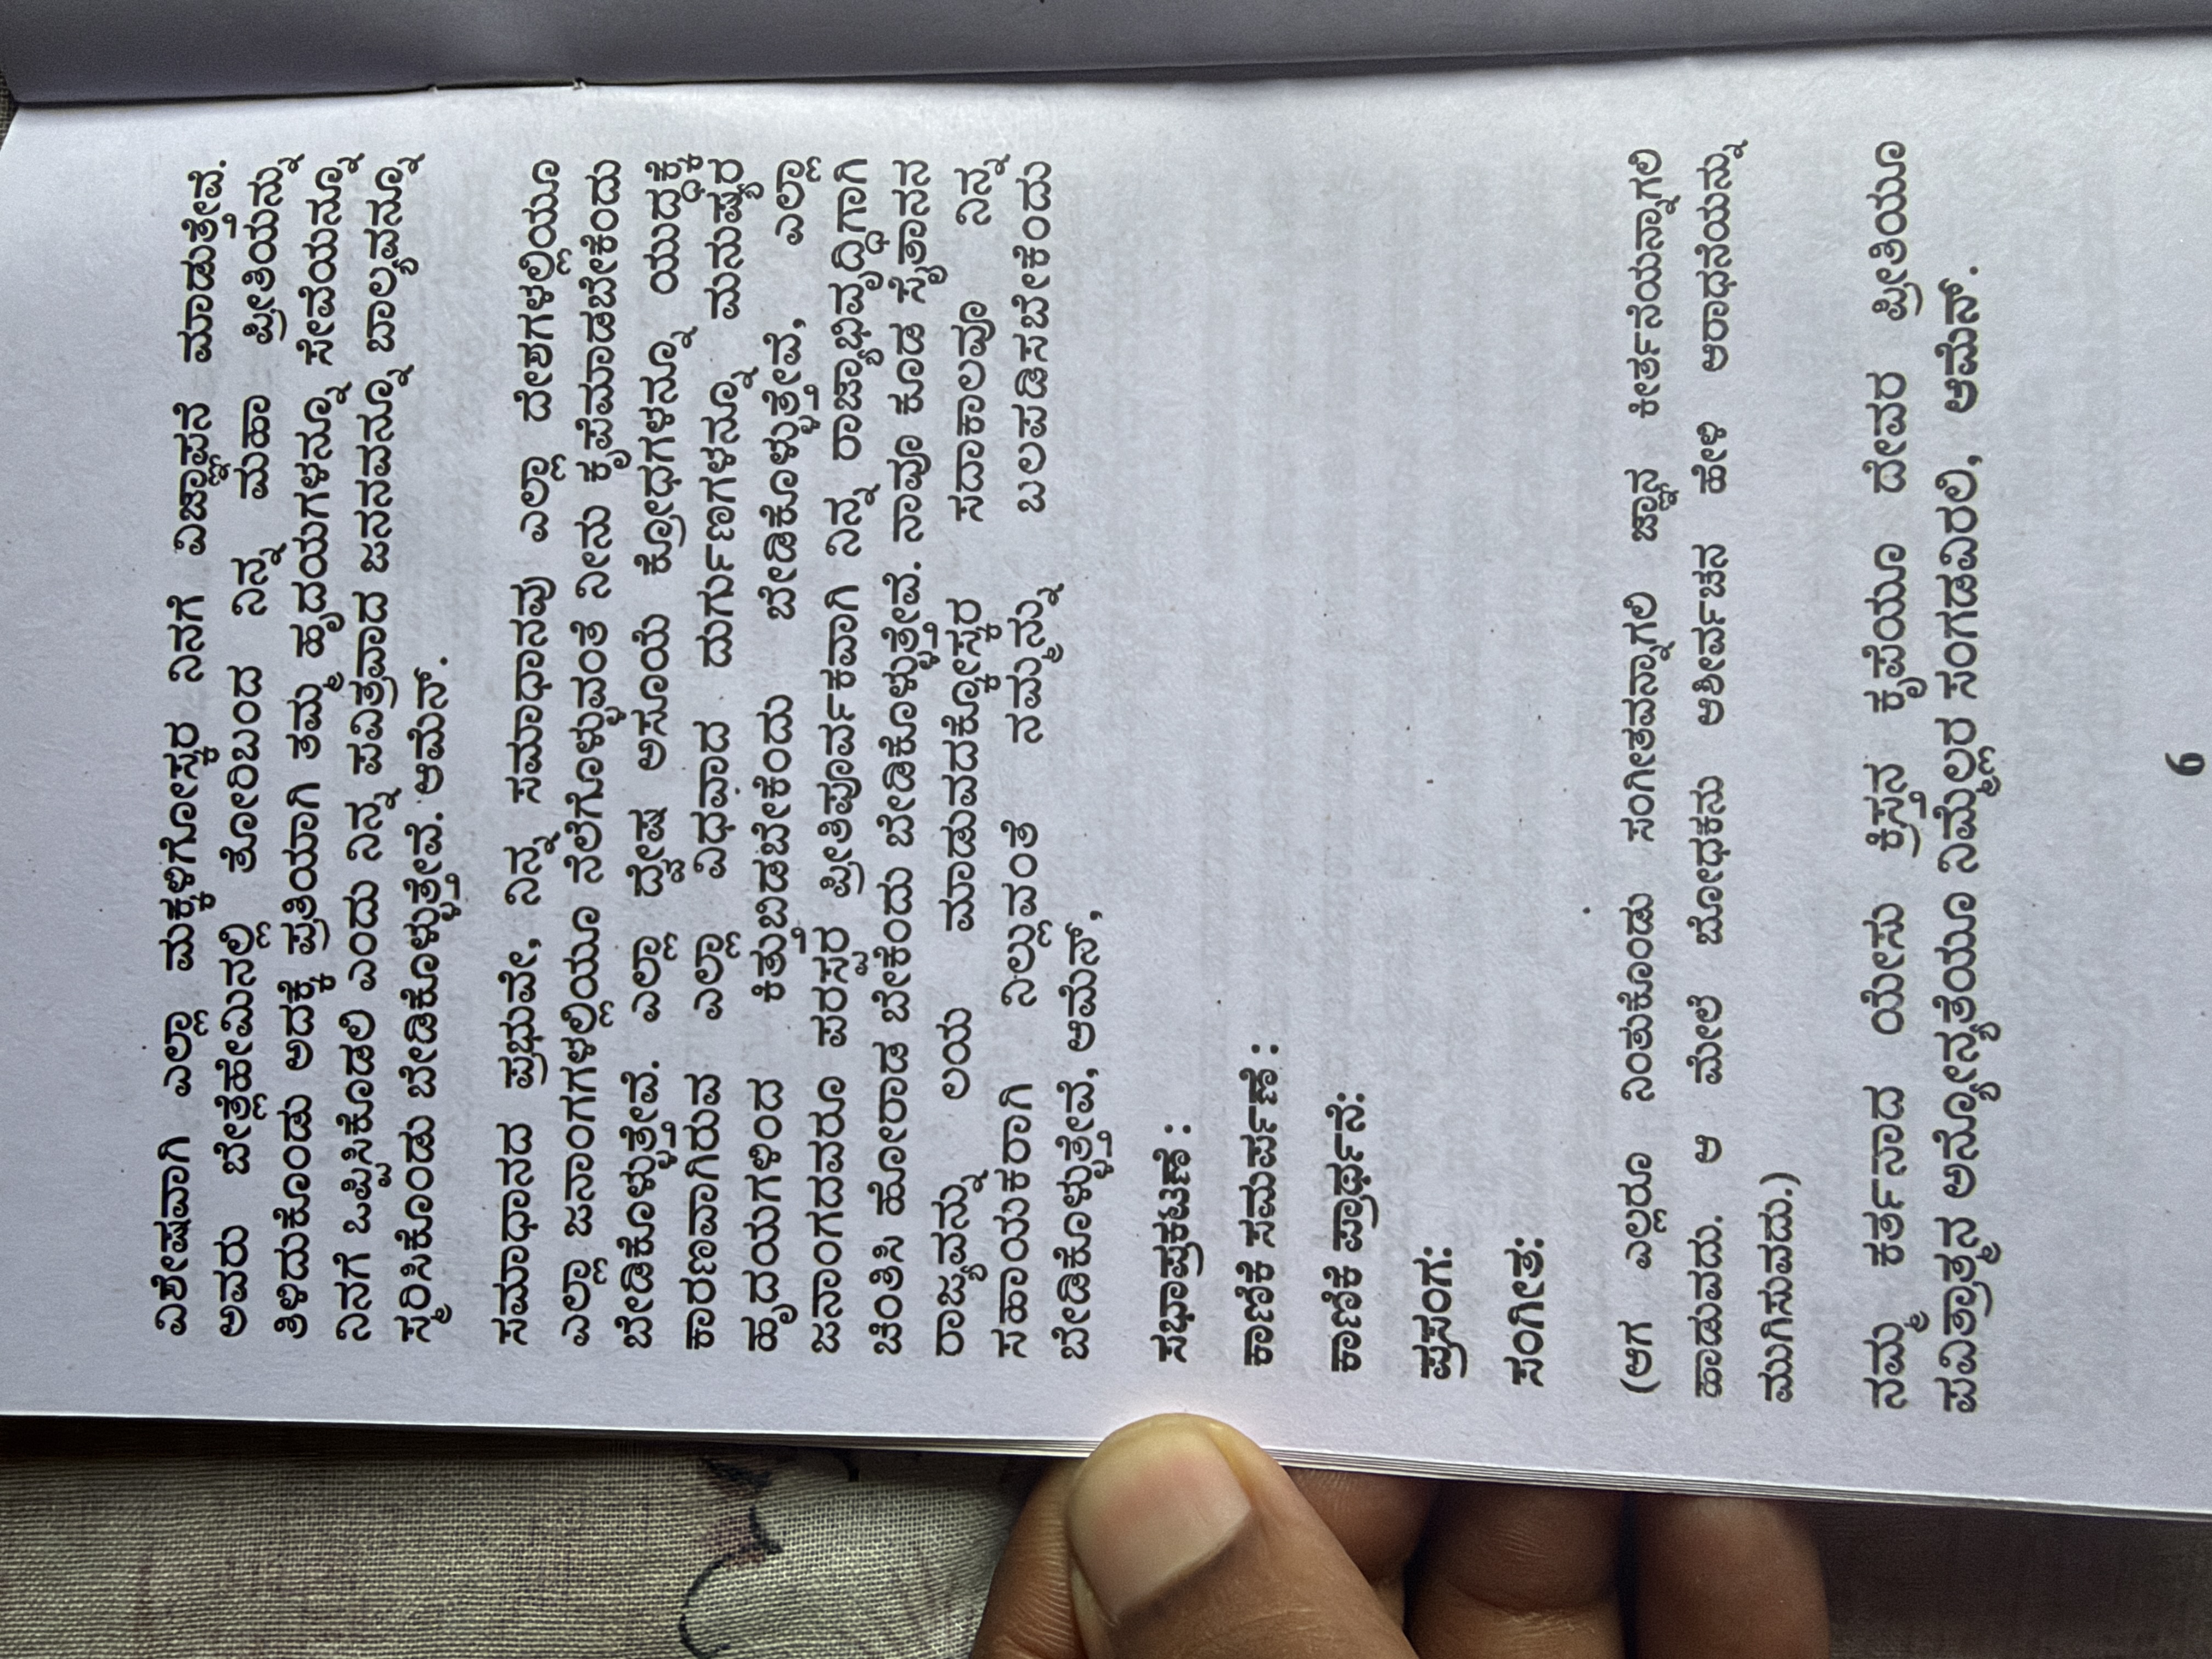 ವಿಶೇಷವಾಗಿ ಎಲ್ಲಾ ಮಕ್ಕಳಿಗೋಸ್ಕರ ನಿನಗೆ ವಿಜ್ಞಾಪನೆ ಮಾಡುತ್ತೇವೆ.
ಅವರು ಬೇತ್ಲೆಹೇಮಿನಲ್ಲಿ ತೋರಿಬಂದ ನಿನ್ನ ಮಹಾ ಪ್ರೀತಿಯನ್ನು
ತಿಳಿದುಕೊಂಡು ಅದಕ್ಕೆ ಪ್ರತಿಯಾಗಿ ತಮ್ಮ ಹೃದಯಗಳನ್ನೂ ಸೇವೆಯನ್ನೂ
ನಿನಗೆ ಒಪ್ಪಿಸಿಕೊಡಲಿ ಎಂದು ನಿನ್ನ ಪವಿತ್ರವಾದ ಜನನವನ್ನೂ ಬಾಲ್ಯವನ್ನೂ
ಸ್ಮರಿಸಿಕೊಂಡು ಬೇಡಿಕೊಳ್ಳುತ್ತೇವೆ. ಆಮೆನ್.
ಸಮಾಧಾನದ ಪ್ರಭುವೇ, ನಿನ್ನ ಸಮಾಧಾನವು ಎಲ್ಲಾ ದೇಶಗಳಲ್ಲಿಯೂ
ಎಲ್ಲಾ ಜನಾಂಗಗಳಲ್ಲಿಯೂ ನೆಲೆಗೊಳ್ಳುವಂತೆ ನೀನು ಕೃಪೆಮಾಡಬೇಕೆಂದು
ಬೇಡಿಕೊಳ್ಳುತ್ತೇವೆ. ಎಲ್ಲಾ ದ್ವೇಷ ಅಸೂಯೆ ಕ್ರೋಧಗಳನ್ನೂ ಯುದ್ಧಕ್ಕೆ
ಕಾರಣವಾಗಿರುವ ಎಲ್ಲಾ ವಿಧವಾದ ದುರ್ಗುಣಗಳನ್ನೂ ಮನುಷ್ಯರ
ಹೃದಯಗಳಿಂದ ಕಿತ್ತುಬಿಡಬೇಕೆಂದು ಬೇಡಿಕೊಳ್ಳುತ್ತೇವೆ, ಎಲ್ಲಾ
ಜನಾಂಗದವರೂ ಪರಸ್ಪರ ಪ್ರೀತಿಪೂರ್ವಕವಾಗಿ ನಿನ್ನ ರಾಜ್ಯಾಭಿವೃದ್ಧಿಗಾಗಿ
ಚಿಂತಿಸಿ ಹೋರಾಡ ಬೇಕೆಂದು ಬೇಡಿಕೊಳ್ಳುತ್ತೇವೆ. ನಾವೂ ಕೂಡ ಸೈತಾನನ
ರಾಜ್ಯವನ್ನು ಲಯ ಮಾಡುವದಕ್ಕೋಸ್ಕರ ಸದಾಕಾಲವೂ ನಿನ್ನ
ಸಹಾಯಕರಾಗಿ ನಿಲ್ಲುವಂತೆ ನಮ್ಮನ್ನು ಬಲಪಡಿಸಬೇಕೆಂದು
ಬೇಡಿಕೊಳ್ಳುತ್ತೇವೆ, ಆಮೆನ್,
ಸಭಾಪ್ರಕಟಣೆ :
ಕಾಣಿಕೆ ಸಮರ್ಪಣೆ :
ಕಾಣಿಕೆ ಪ್ರಾರ್ಥನೆ:
ಪ್ರಸಂಗ:
ಸಂಗೀತ:
(ಆಗ ಎಲ್ಲರೂ ನಿಂತುಕೊಂಡು ಸಂಗೀತವನ್ನಾಗಲಿ ಜ್ಞಾನ ಕೀರ್ತನೆಯನ್ನಾಗಲಿ
ಹಾಡುವದು. ಆ ಮೇಲೆ ಬೋಧಕನು ಆಶೀರ್ವಚನ ಹೇಳಿ ಆರಾಧನೆಯನ್ನು
ಮುಗಿಸುವದು.)
ನಮ್ಮ ಕರ್ತನಾದ ಯೇಸು ಕ್ರಿಸ್ತನ ಕೃಪೆಯೂ ದೇವರ ಪ್ರೀತಿಯೂ
ಪವಿತ್ರಾತ್ಮನ ಅನ್ಯೋನ್ಯತೆಯೂ ನಿಮ್ಮೆಲ್ಲರ ಸಂಗಡವಿರಲಿ, ಆಮೆನ್.
6